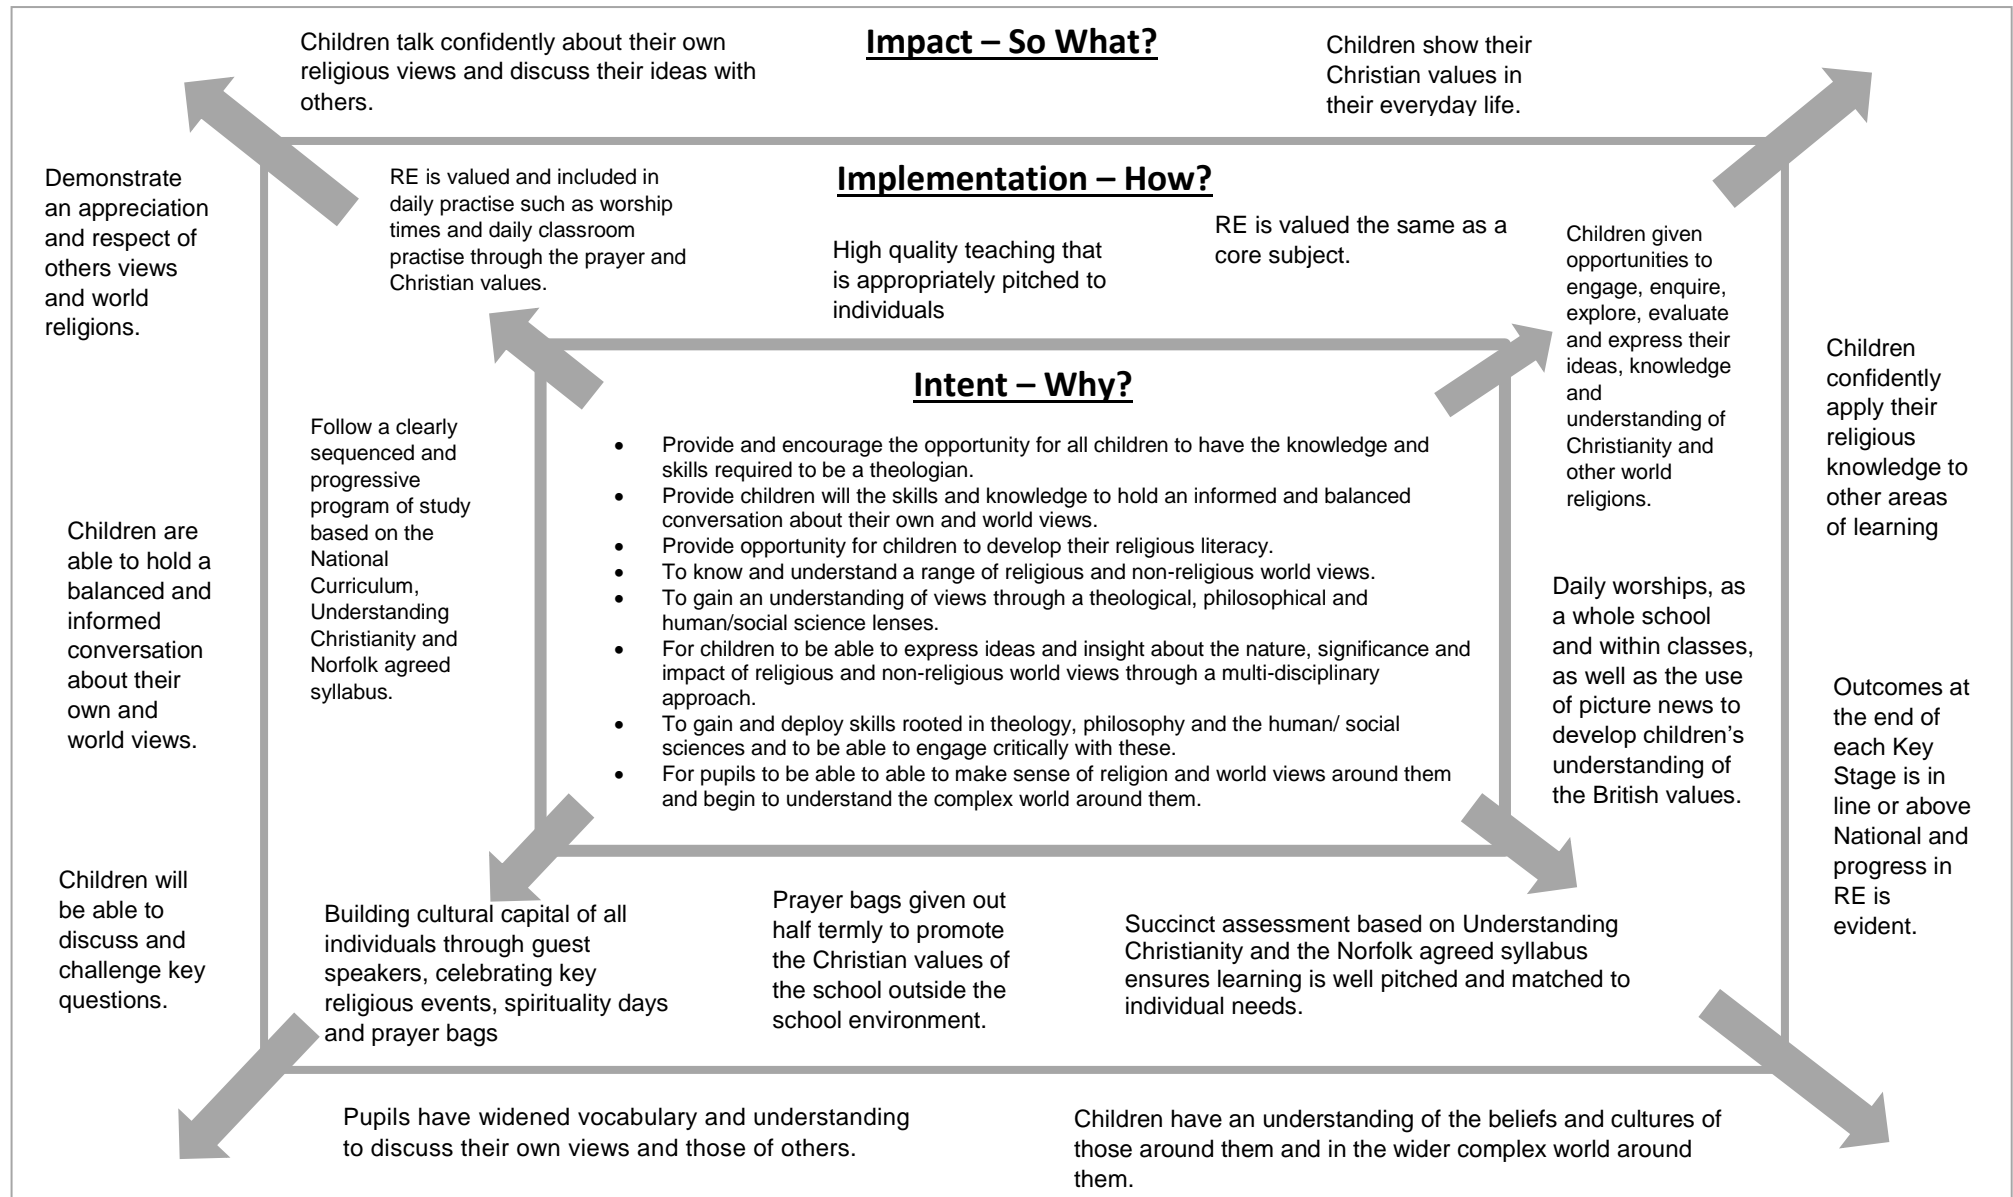 Impact – So What?
Children talk confidently about their own
religious views and discuss their ideas with
others.
Children show their
Christian values in
their everyday life.
Demonstrate
an appreciation
and respect of
others views
and world
religions.
Children are
able to hold a
balanced and
informed
conversation
about their
own and
world views.
Children will
be able to
discuss and
challenge key
questions.
Implementation – How?
RE is valued and included in
daily practise such as worship
times and daily classroom
practise through the prayer and
Christian values.
High quality teaching that
is appropriately pitched to
individuals
RE is valued the same as a
core subject.
Children given
opportunities to
engage, enquire,
explore, evaluate
and express their
ideas, knowledge
and
understanding of
Christianity and
other world
religions.
Follow a clearly
sequenced and
progressive
program of study
based on the
National
Curriculum,
Understanding
Christianity and
Norfolk agreed
syllabus.
Intent – Why?
• Provide and encourage the opportunity for all children to have the knowledge and
skills required to be a theologian.
• Provide children will the skills and knowledge to hold an informed and balanced
conversation about their own and world views.
• Provide opportunity for children to develop their religious literacy.
• To know and understand a range of religious and non-religious world views.
• To gain an understanding of views through a theological, philosophical and
human/social science lenses.
• For children to be able to express ideas and insight about the nature, significance and
impact of religious and non-religious world views through a multi-disciplinary
approach.
• To gain and deploy skills rooted in theology, philosophy and the human/ social
sciences and to be able to engage critically with these.
• For pupils to be able to able to make sense of religion and world views around them
and begin to understand the complex world around them.
Daily worships, as
a whole school
and within classes,
as well as the use
of picture news to
develop children's
understanding of
the British values.
Building cultural capital of all
individuals through guest
speakers, celebrating key
religious events, spirituality days
and prayer bags
Prayer bags given out
half termly to promote
the Christian values of
the school outside the
school environment.
Succinct assessment based on Understanding
Christianity and the Norfolk agreed syllabus
ensures learning is well pitched and matched to
individual needs.
Children
confidently
apply their
religious
knowledge to
other areas
of learning
Outcomes at
the end of
each Key
Stage is in
line or above
National and
progress in
RE is
evident.
Pupils have widened vocabulary and understanding
to discuss their own views and those of others.
Children have an understanding of the beliefs and cultures of
those around them and in the wider complex world around
them.